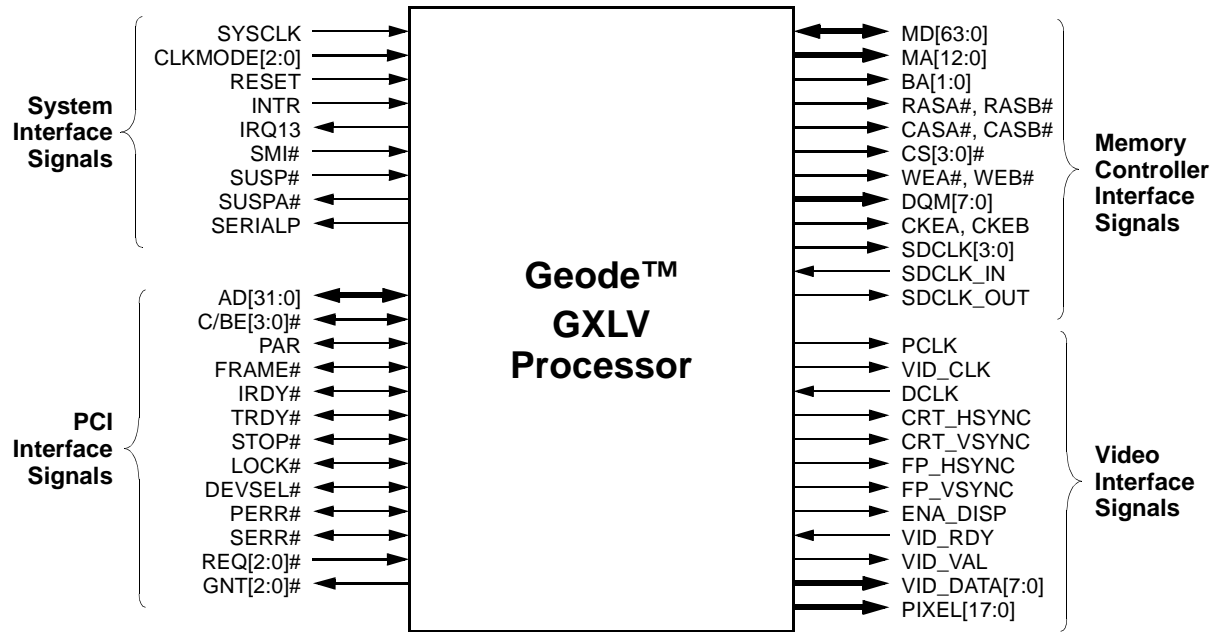 System
Interface
Signals
SYSCLK
CLKMODE[2:0]
RESET
INTR
IRQ13
SMI#
SUSP#
SUSPA#
SERIALP
PCI
Interface
Signals
AD[31:0]
C/BE[3:0]#
PAR
FRAME#
IRDY#
TRDY#
STOP#
LOCK#
DEVSEL#
PERR#
SERR#
REQ[2:0]#
GNT[2:0]#
Geode™
GXLV
Processor
MD[63:0]
MA[12:0]
BA[1:0]
RASA#, RASB#
CASA#, CASB#
CS[3:0]#
WEA#, WEB#
DQM[7:0]
CKEA, CKEB
SDCLK[3:0]
SDCLK_IN
SDCLK_OUT
Memory
Controller
Interface
Signals
PCLK
VID_CLK
DCLK
CRT_HSYNC
CRT_VSYNC
FP_HSYNC
FP_VSYNC
ENA_DISP
VID_RDY
VID_VAL
VID_DATA[7:0]
PIXEL[17:0]
Video
Interface
Signals